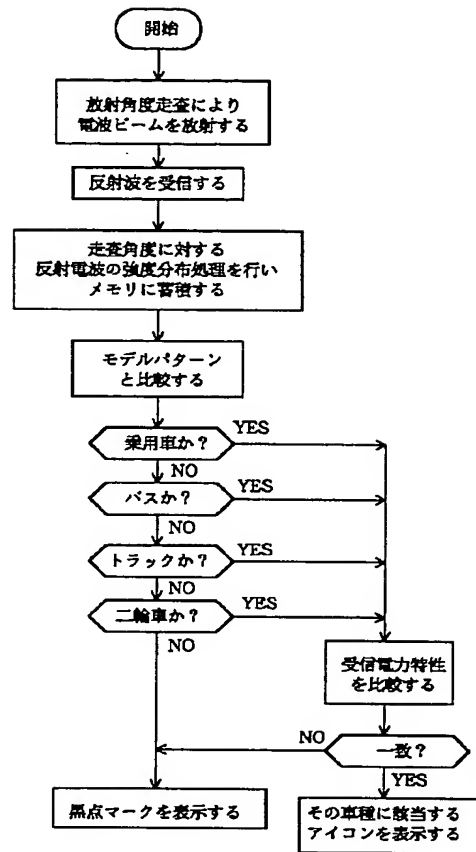 開始
放射角度走査により
電波ビームを放射する
反射波を受信する
走査角度に対する
反射電波の強度分布処理を行い
メモリに蓄積する
モデルパターン
と比較する
乗用車か？
YES
NO
バスか？
YES
NO
トラックか？
YES
NO
二輪車か？
YES
NO
受信電力特性
を比較する
一致？
NO
YES
黒点マークを表示する
その車種に該当する
アイコンを表示する